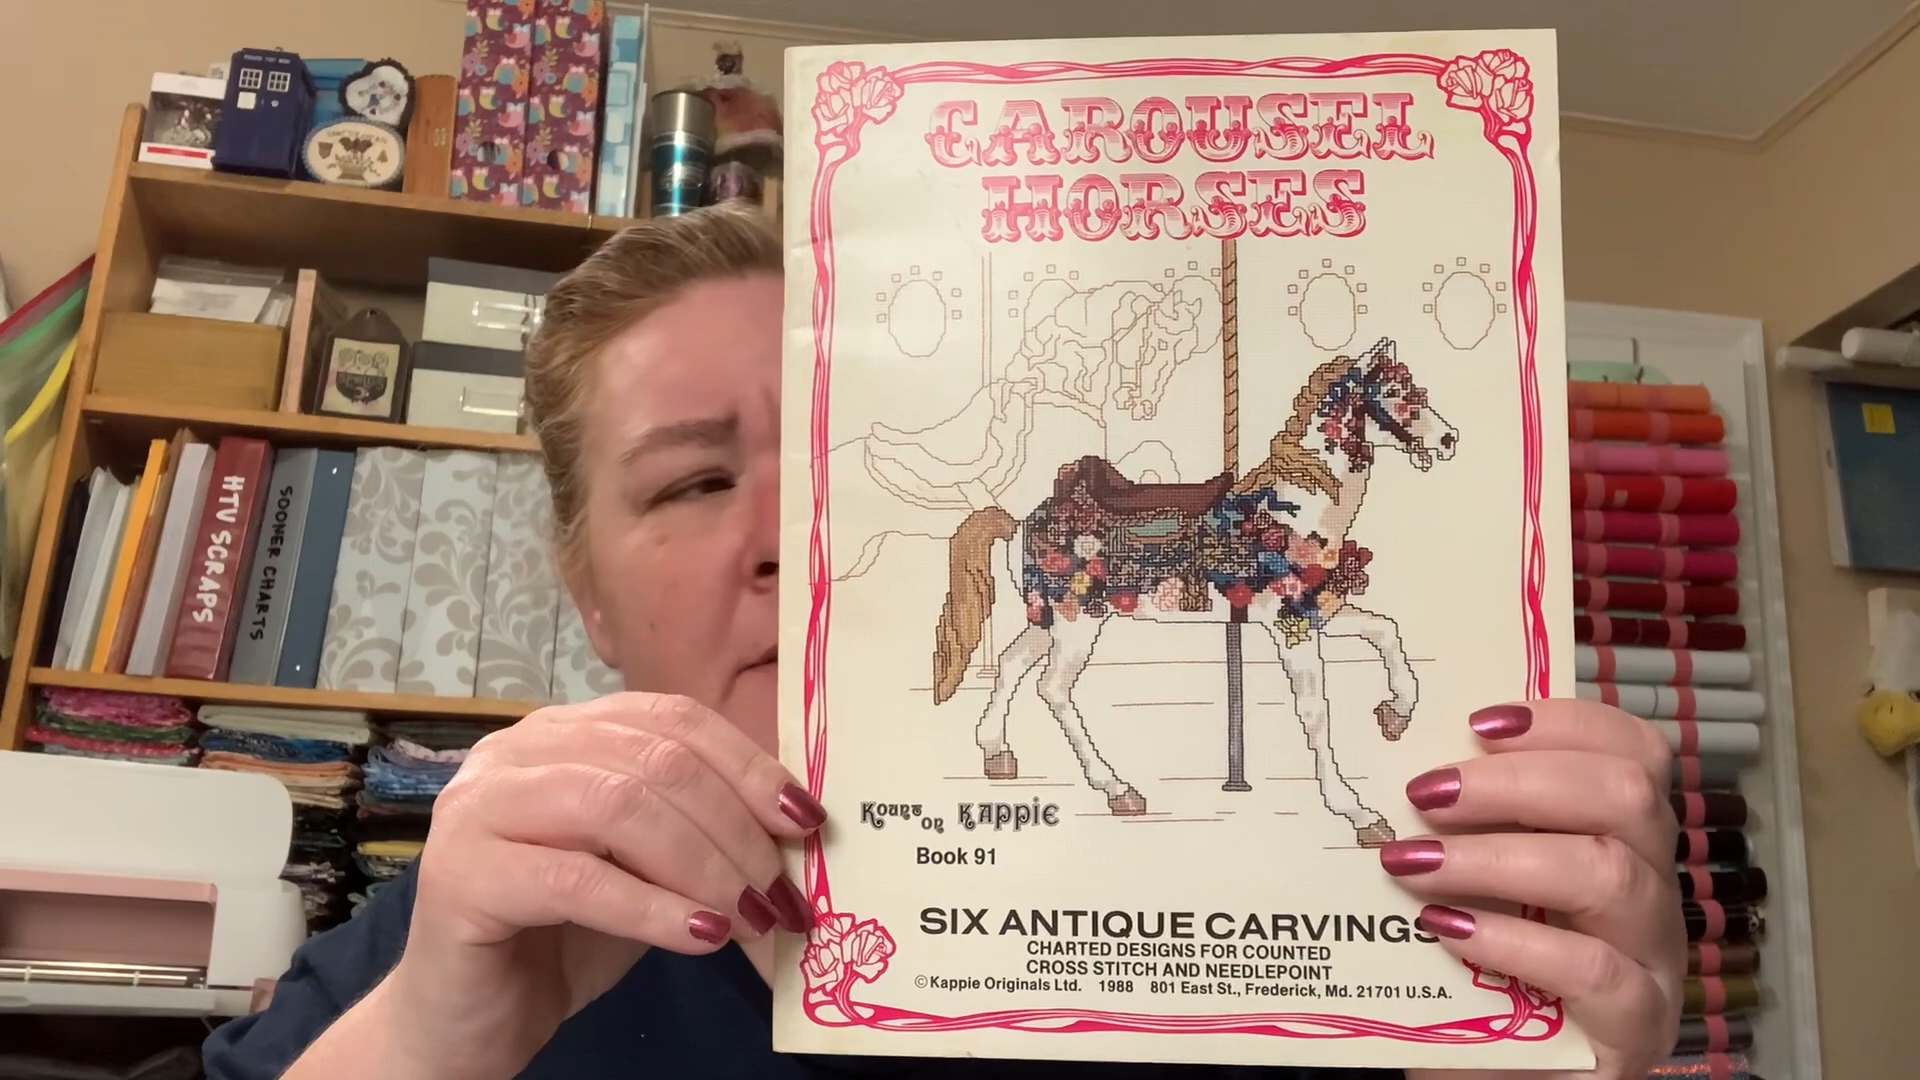 CAROUSEL
HORSES
Kount on Kappie
Book 91
SIX ANTIQUE CARVINGS
CHARTED DESIGNS FOR COUNTED
CROSS STITCH AND NEEDLEPOINT
©Kappie Originals Ltd. 1988 801 East St., Frederick, Md. 21701 U.S.A.
HTV SCRAPS
SOONER CHARTS